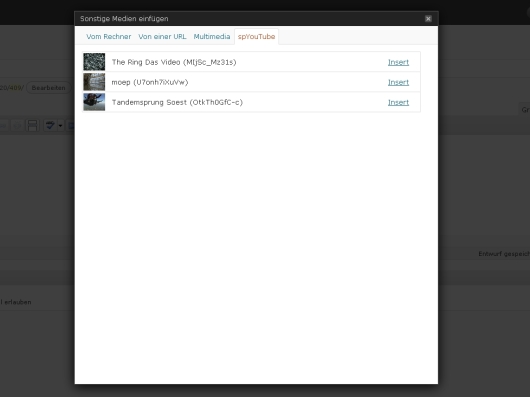 Sonstige Medien einfügen
Vom Rechner Von einer URL Multimedia spYouTube
The Ring Das Video (MIJSc_Mz31s) Insert
moep (U7onh7iXuVw) Insert
Tandemsprung Soest (OtkTh0GfC-c) Insert
Bearbeiten
Entwurf gespeich
l erlauben